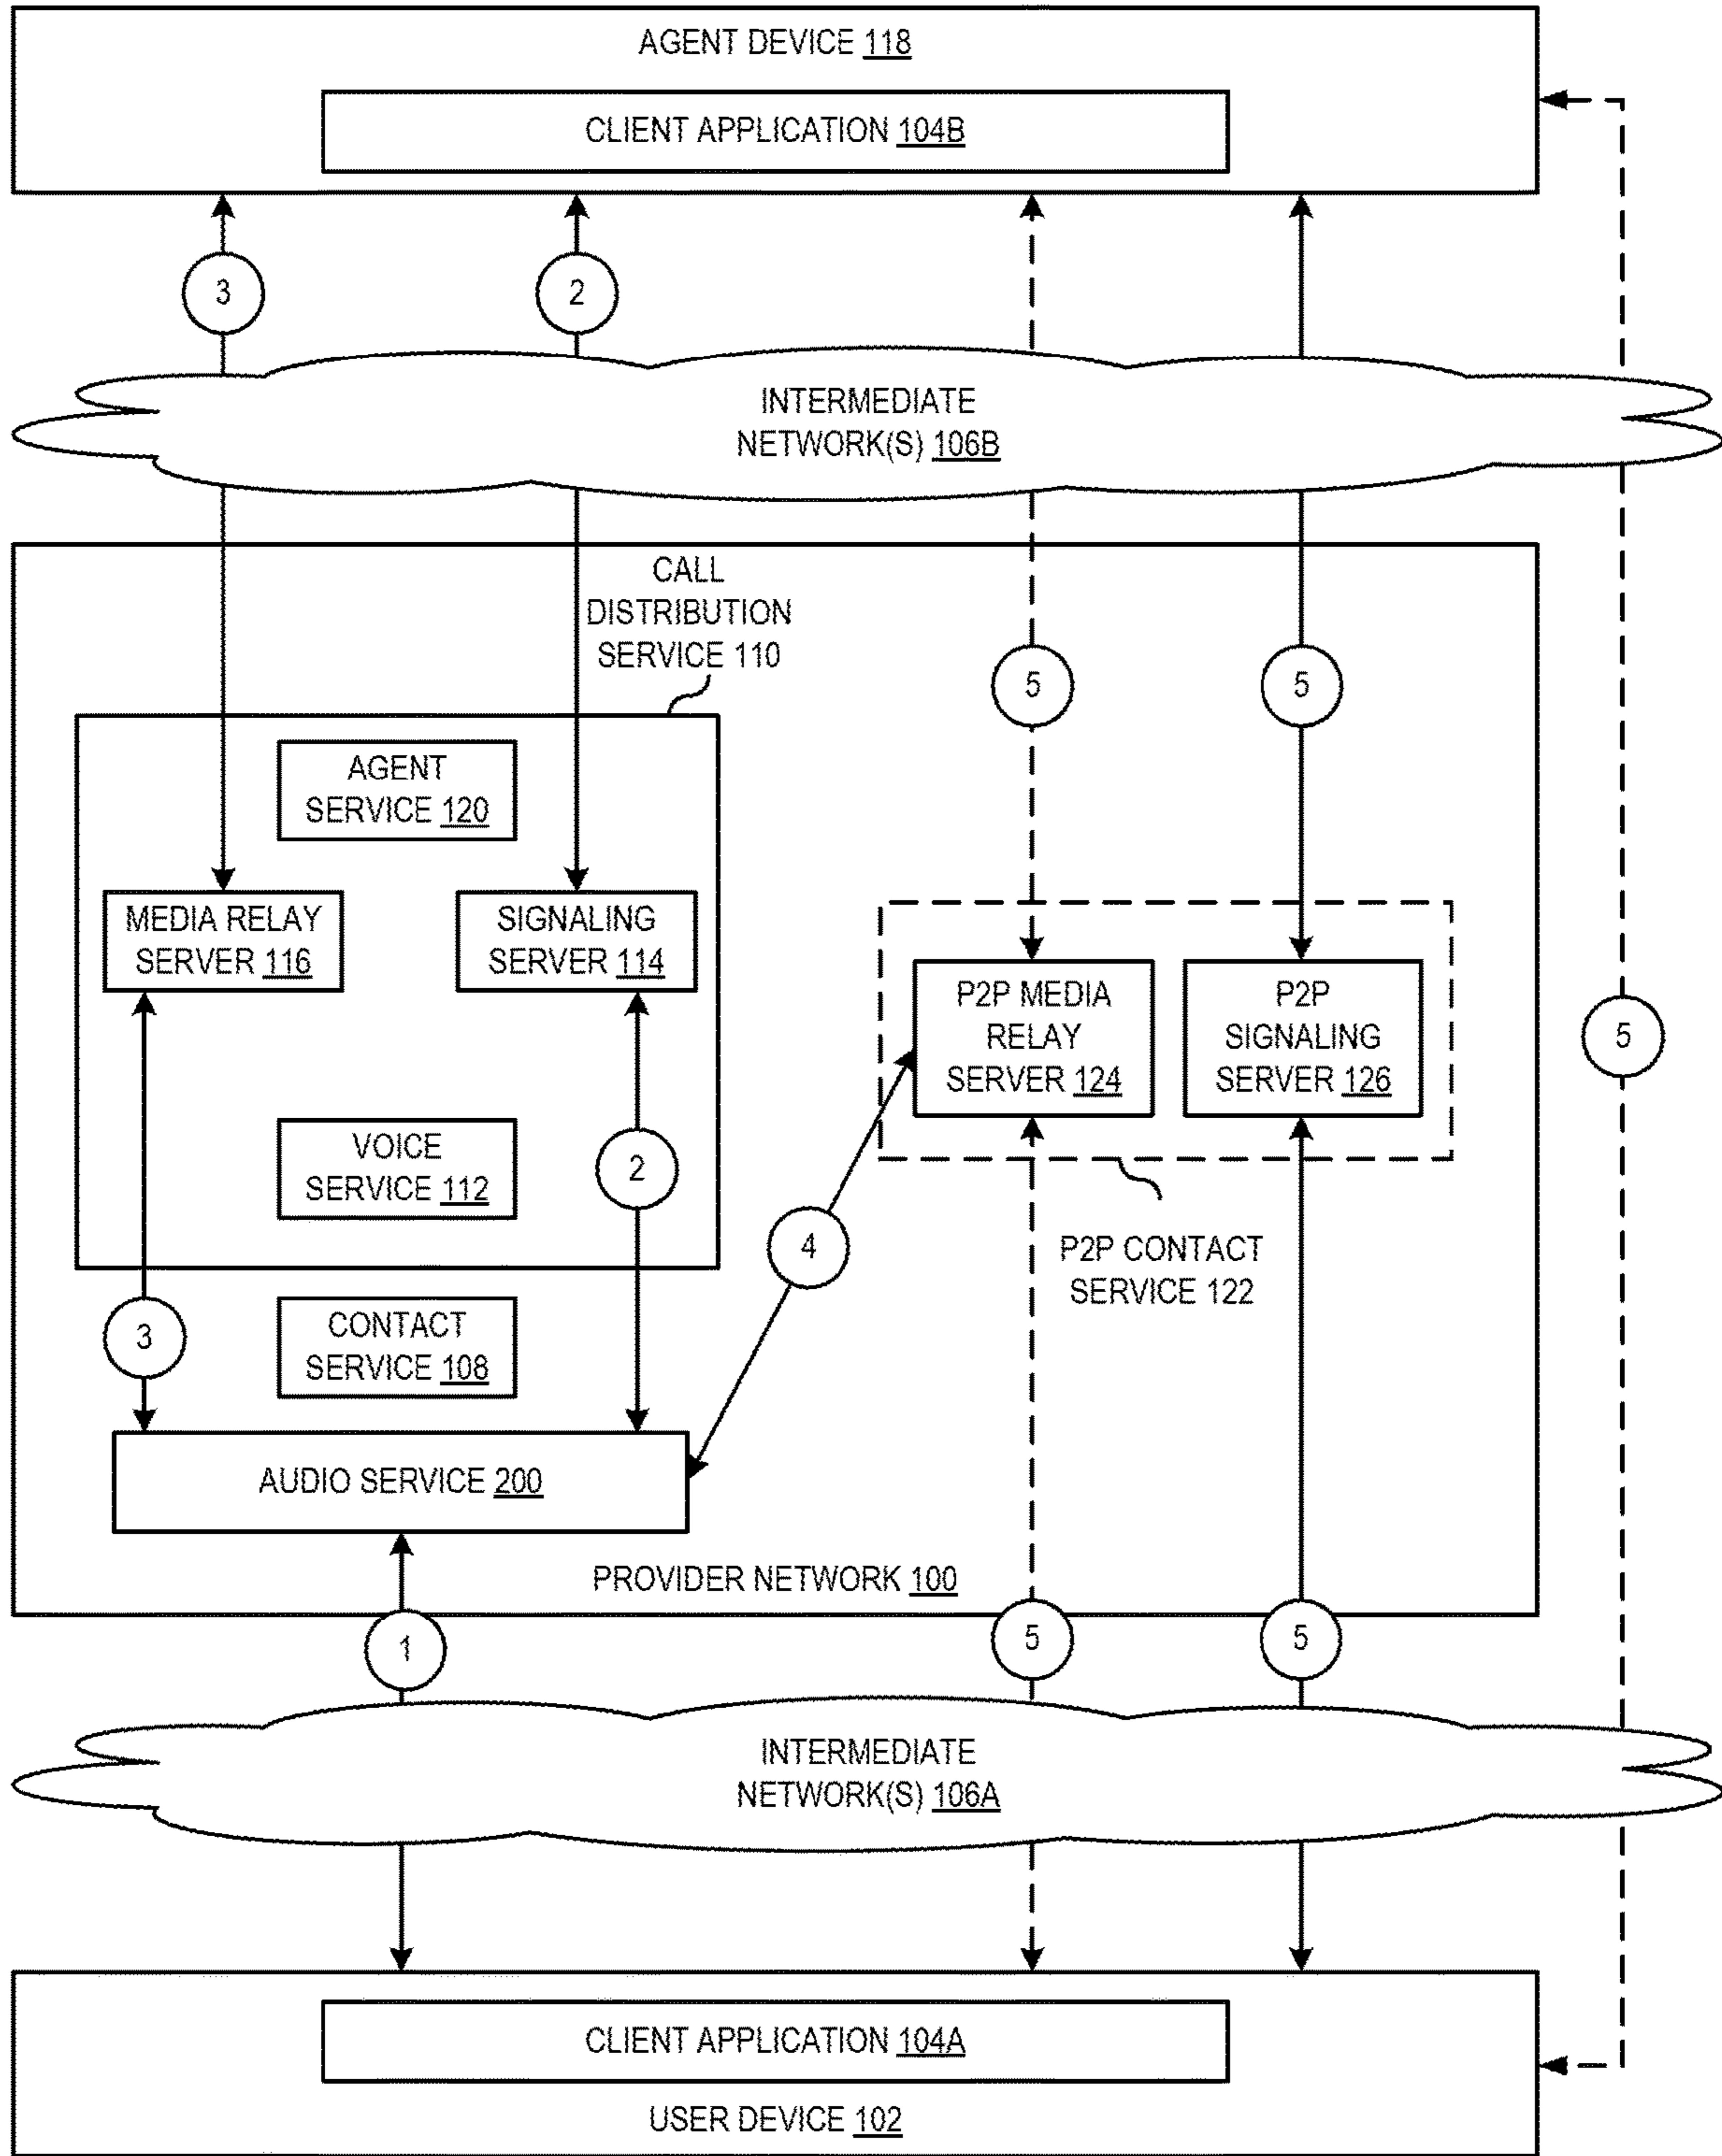 AGENT DEVICE 118
CLIENT APPLICATION 104B
3
2
INTERMEDIATE
NETWORK(S) 106B
CALL
DISTRIBUTION
SERVICE 110
5
5
AGENT
SERVICE 120
MEDIA RELAY
SERVER 116
SIGNALING
SERVER 114
P2P MEDIA
RELAY
SERVER 124
P2P
SIGNALING
SERVER 126
5
VOICE
SERVICE 112
2
4
P2P CONTACT
SERVICE 122
3
CONTACT
SERVICE 108
AUDIO SERVICE 200
PROVIDER NETWORK 100
1
5
5
INTERMEDIATE
NETWORK(S) 106A
CLIENT APPLICATION 104A
USER DEVICE 102